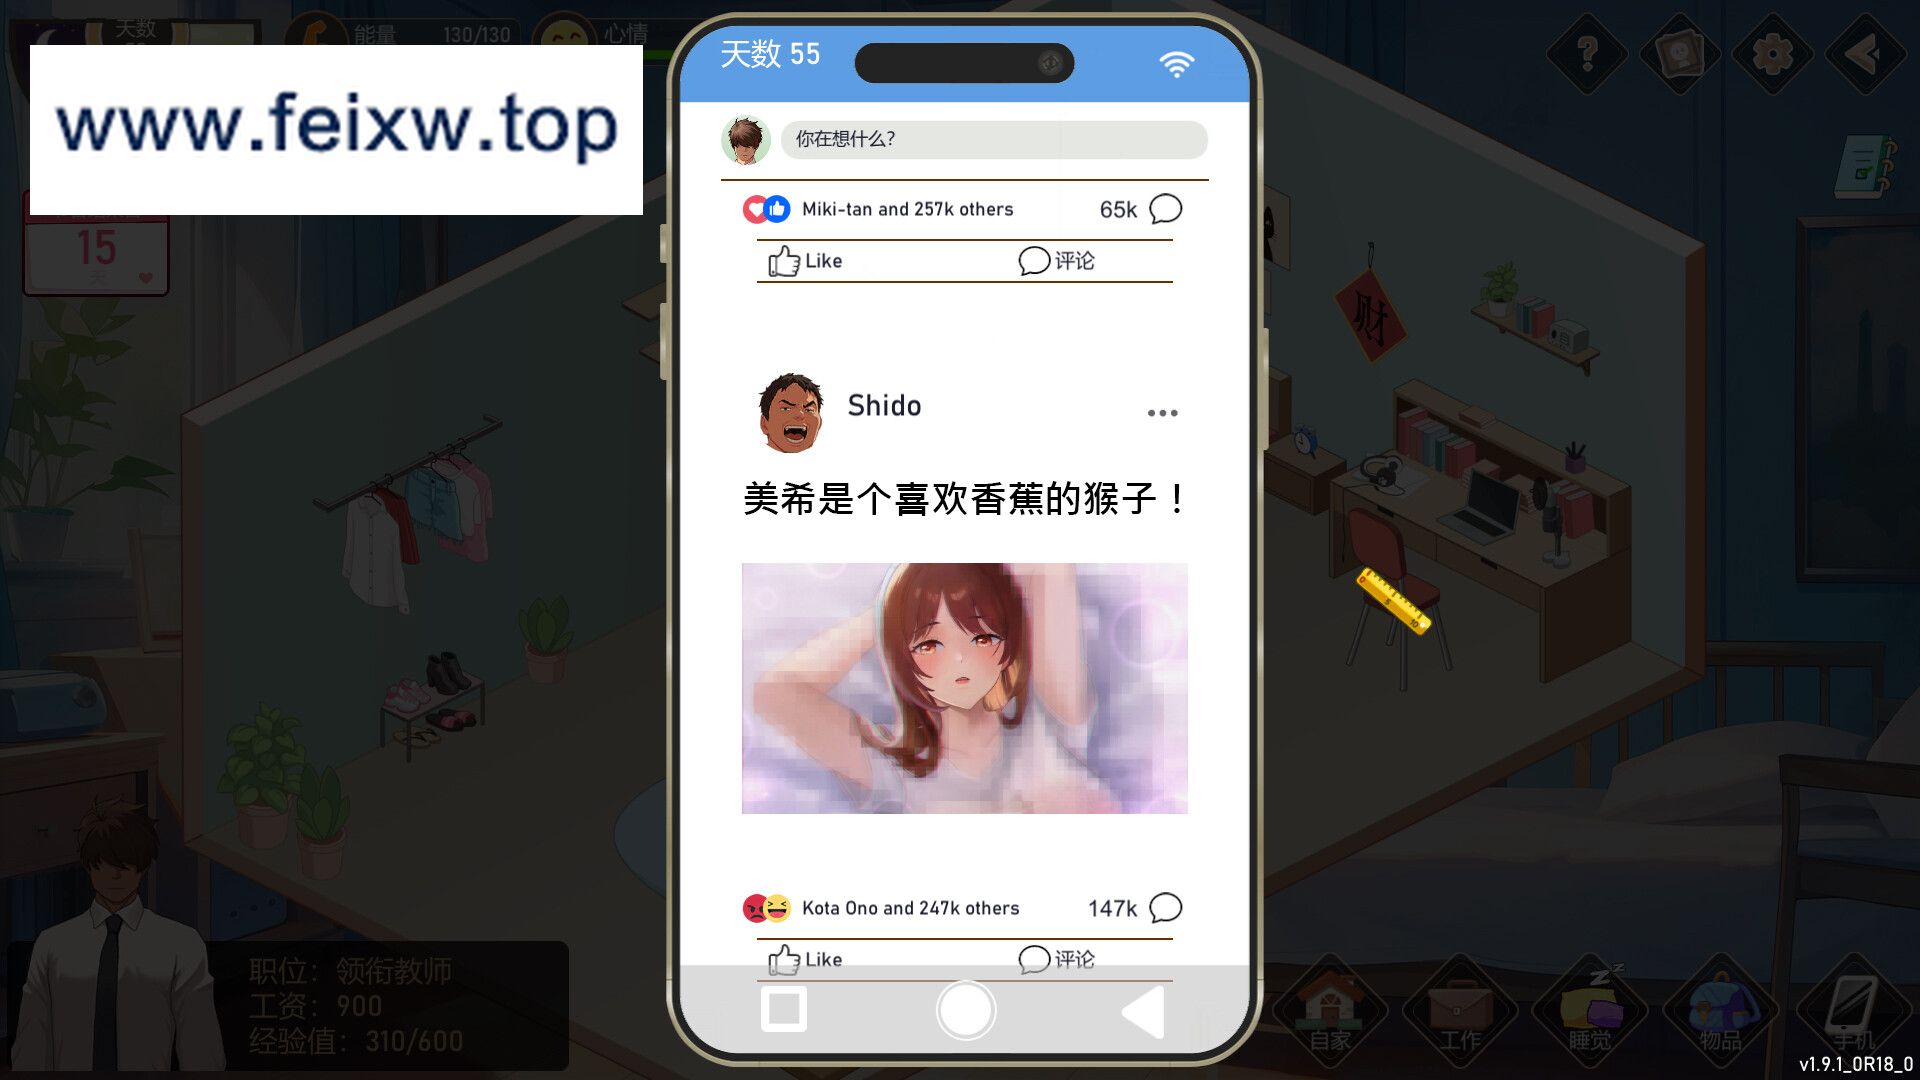 天数
能量
130/130
心情
www.feixw.top
15
天
天数 55
你在想什么?
Miki-tan and 257k others
65k
Like
评论
Shido
美希是个喜欢香蕉的猴子！
Kota Ono and 247k others
147k
Like
评论
财
职位：领衔教师
工资：900
经验值：310/600
自家
工作
睡觉
物品
手机
v1.9.1_0R18_0